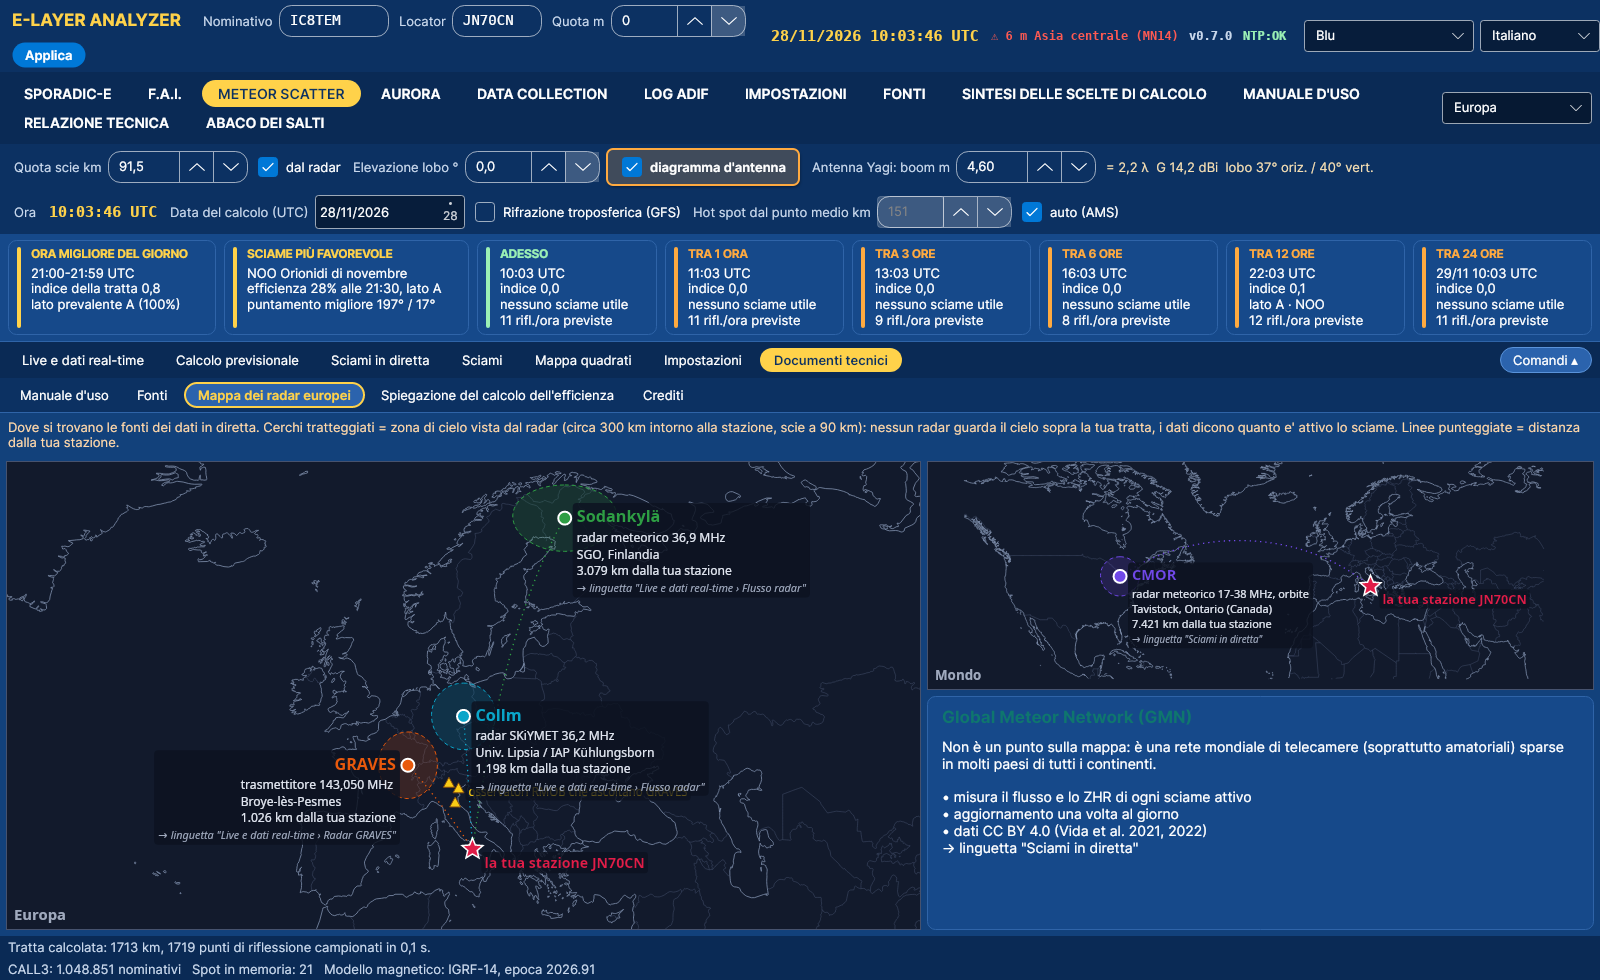 E-LAYER ANALYZER Nominativo IC8TEM Locator JN70CN Quota m 0
28/11/2026 10:03:46 UTC ⚠ 6 m Asia centrale (MN14) v0.7.0 NTP:OK Blu Italiano
Applica
SPORADIC-E F.A.I. METEOR SCATTER AURORA DATA COLLECTION LOG ADIF IMPOSTAZIONI FONTI SINTESI DELLE SCELTE DI CALCOLO MANUALE D'USO
RELAZIONE TECNICA ABACO DEI SALTI
Europa
Quota scie km 91,5 dal radar Elevazione lobo ° 0,0 diagramma d'antenna Antenna Yagi: boom m 4,60 = 2,2 λ G 14,2 dBi lobo 37° oriz. / 40° vert.
Ora 10:03:46 UTC Data del calcolo (UTC) 28/11/2026 28 Rifrazione troposferica (GFS) Hot spot dal punto medio km 151 auto (AMS)
ORA MIGLIORE DEL GIORNO
21:00-21:59 UTC
indice della tratta 0,8
lato prevalente A (100%)
SCIAME PIÙ FAVOREVOLE
NOO Orionidi di novembre
efficienza 28% alle 21:30, lato A
puntamento migliore 197° / 17°
ADESSO
10:03 UTC
indice 0,0
nessuno sciame utile
11 rifl./ora previste
TRA 1 ORA
11:03 UTC
indice 0,0
nessuno sciame utile
11 rifl./ora previste
TRA 3 ORE
13:03 UTC
indice 0,0
nessuno sciame utile
9 rifl./ora previste
TRA 6 ORE
16:03 UTC
indice 0,0
nessuno sciame utile
8 rifl./ora previste
TRA 12 ORE
22:03 UTC
indice 0,1
lato A · NOO
12 rifl./ora previste
TRA 24 ORE
29/11 10:03 UTC
indice 0,0
nessuno sciame utile
11 rifl./ora previste
Live e dati real-time Calcolo previsionale Sciami in diretta Sciami Mappa quadrati Impostazioni Documenti tecnici Comandi ▴
Manuale d'uso Fonti Mappa dei radar europei Spiegazione del calcolo dell'efficienza Crediti
Dove si trovano le fonti dei dati in diretta. Cerchi tratteggiati = zona di cielo vista dal radar (circa 300 km intorno alla stazione, scie a 90 km): nessun radar guarda il cielo sopra la tua tratta, i dati dicono quanto e' attivo lo sciame. Linee punteggiate = distanza
dalla tua stazione.
Sodankylä
radar meteorico 36,9 MHz
SGO, Finlandia
3.079 km dalla tua stazione
→ linguetta "Live e dati real-time › Flusso radar"
Collm
radar SKiYMET 36,2 MHz
Univ. Lipsia / IAP Kühlungsborn
1.198 km dalla tua stazione
→ linguetta "Live e dati real-time › Flusso radar"
GRAVES
trasmettitore 143,050 MHz
Broye-lès-Pesmes
1.026 km dalla tua stazione
→ linguetta "Live e dati real-time › Radar GRAVES"
la tua stazione JN70CN
Europa
CMOR
radar meteorico 17-38 MHz, orbite
Tavistock, Ontario (Canada)
7.421 km dalla tua stazione
→ linguetta "Sciami in diretta"
la tua stazione JN70CN
Mondo
Global Meteor Network (GMN)
Non è un punto sulla mappa: è una rete mondiale di telecamere (soprattutto amatoriali) sparse
in molti paesi di tutti i continenti.
• misura il flusso e lo ZHR di ogni sciame attivo
• aggiornamento una volta al giorno
• dati CC BY 4.0 (Vida et al. 2021, 2022)
→ linguetta "Sciami in diretta"
Tratta calcolata: 1713 km, 1719 punti di riflessione campionati in 0,1 s.
CALL3: 1.048.851 nominativi Spot in memoria: 21 Modello magnetico: IGRF-14, epoca 2026.91